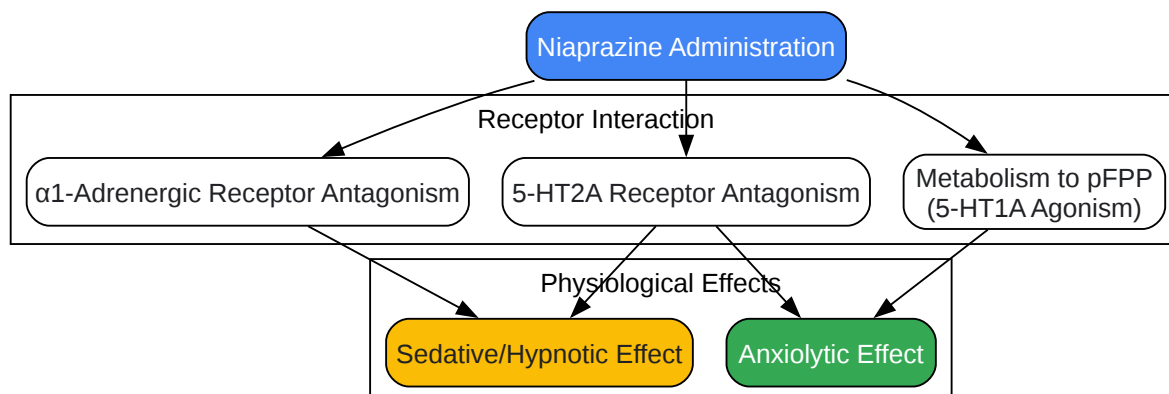 Niaprazine Administration
Receptor Interaction
α1-Adrenergic Receptor Antagonism
5-HT2A Receptor Antagonism
Metabolism to pFPP
(5-HT1A Agonism)
Physiological Effects
Sedative/Hypnotic Effect
Anxiolytic Effect